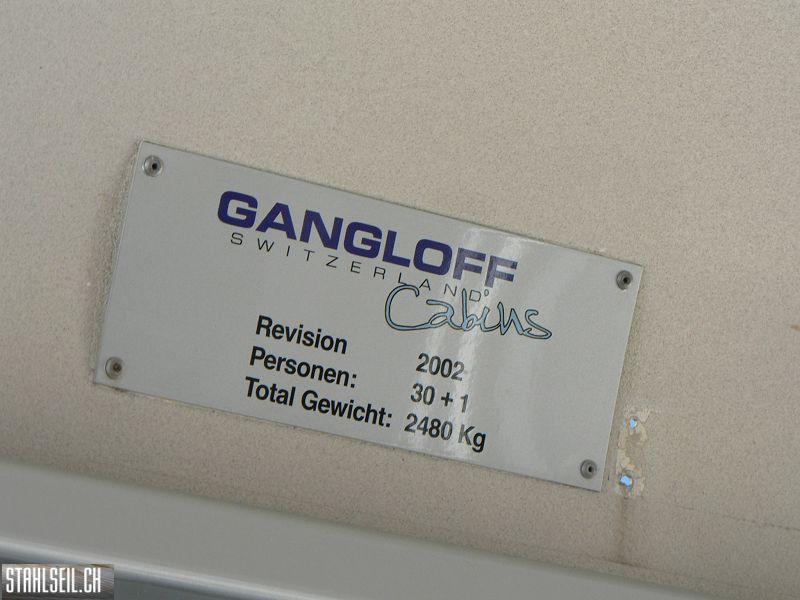 GANGLOFF
SWITZERLAND
Cabins
Revision 2002
Personen: 30 + 1
Total Gewicht: 2480 Kg
STAHLSEIL.CH